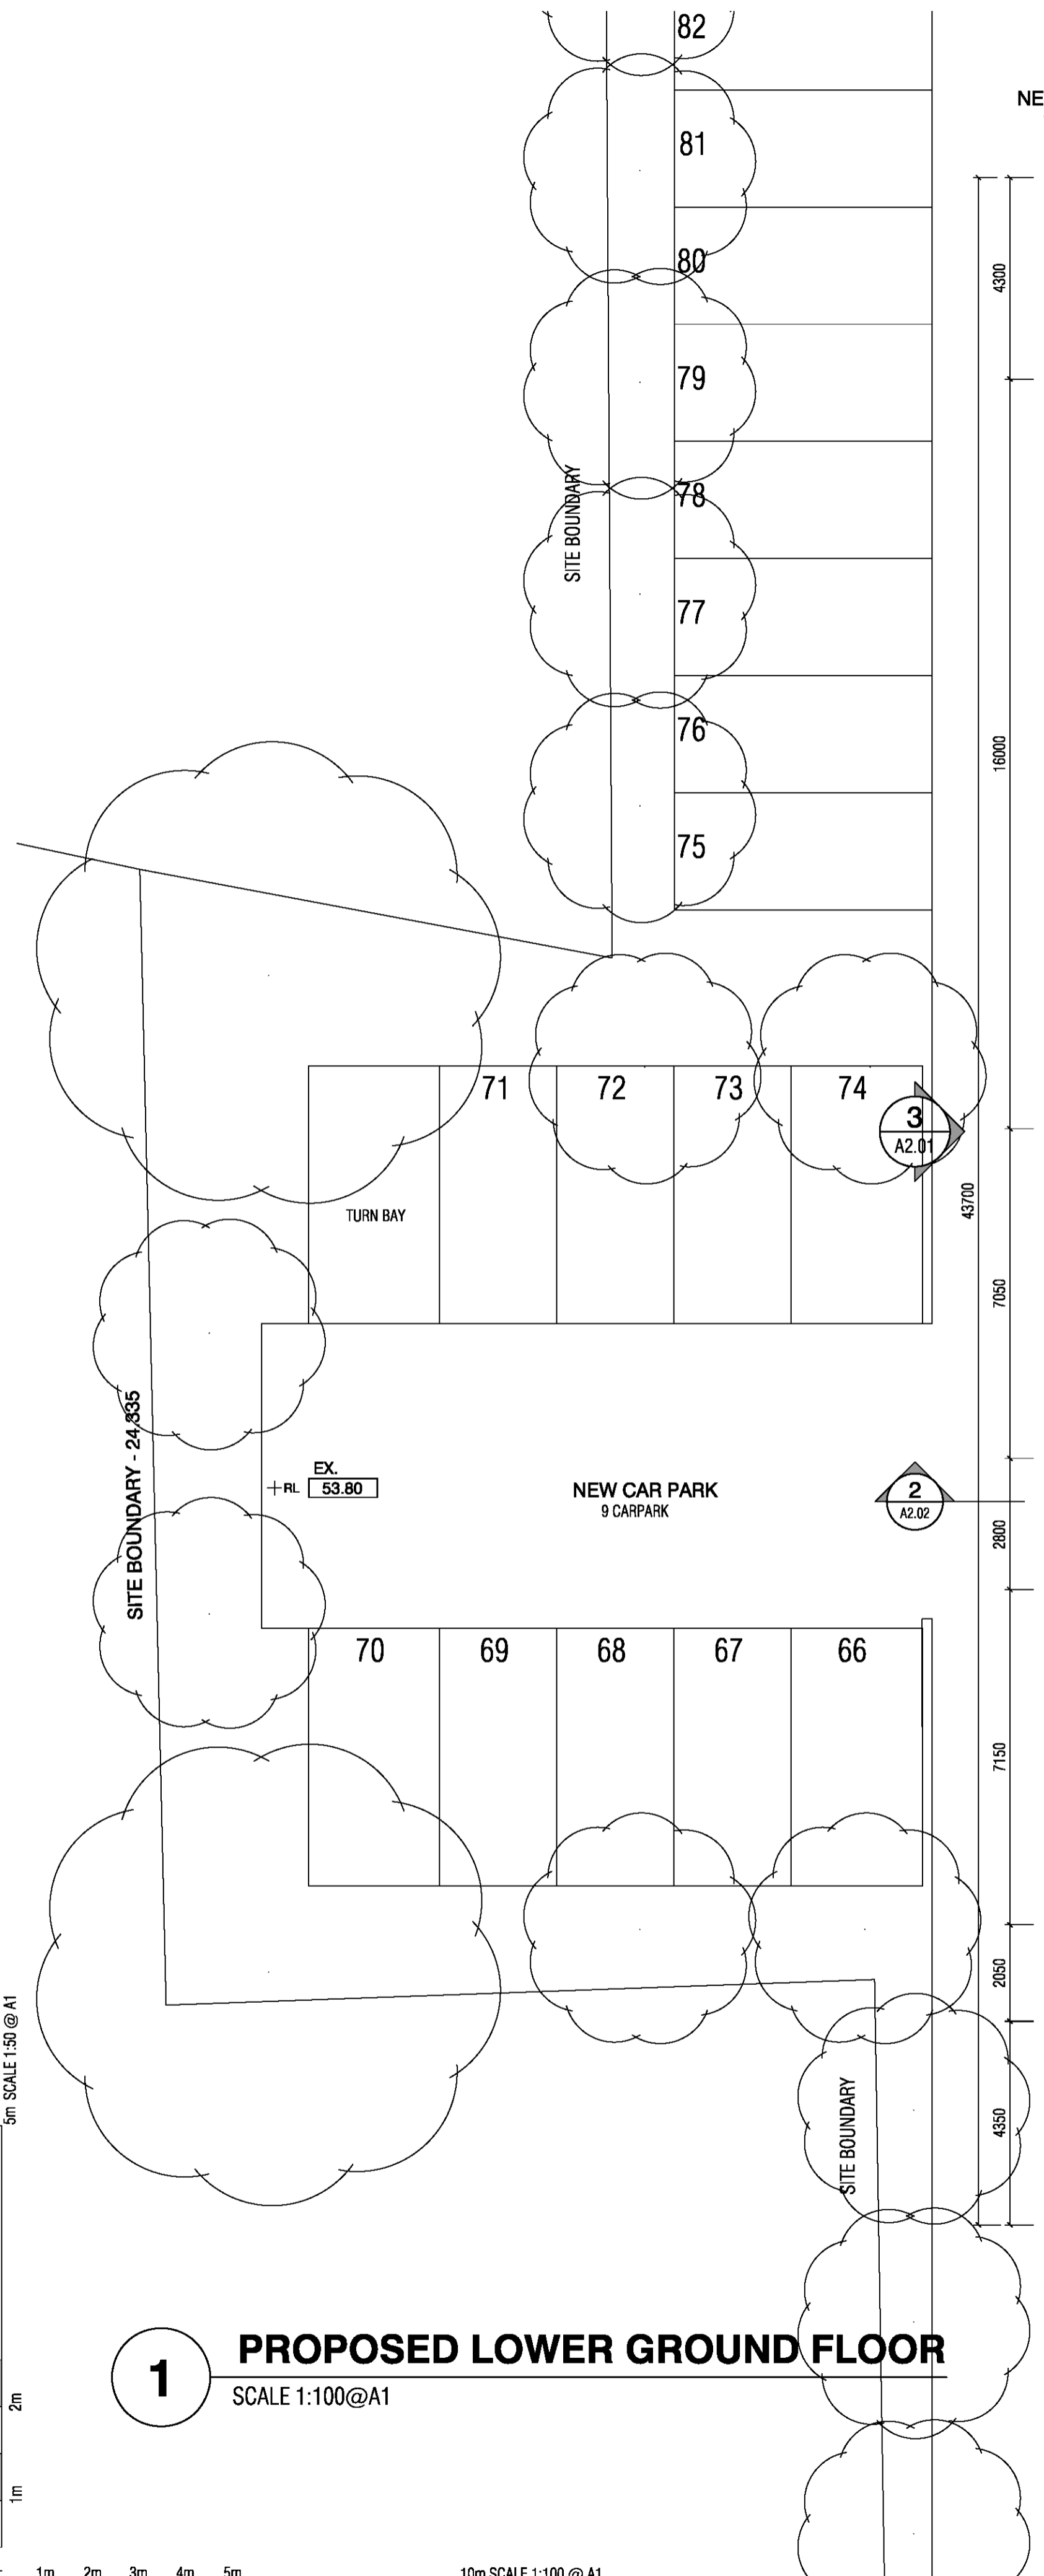 82
NE
81
80
4300
79
78
SITE BOUNDARY
77
76
16000
75
71
72
73
74
3
A2.01
TURN BAY
43700
7050
SITE BOUNDARY - 24.335
EX.
RL 53.80
NEW CAR PARK
9 CARPARK
2
A2.02
2800
70
69
68
67
66
7150
2050
5m SCALE 1:50 @ A1
SITE BOUNDARY
4350
1
PROPOSED LOWER GROUND FLOOR
SCALE 1:100@A1
2m
1m
1m 2m 3m 4m 5m
10m SCALE 1:100 @ A1